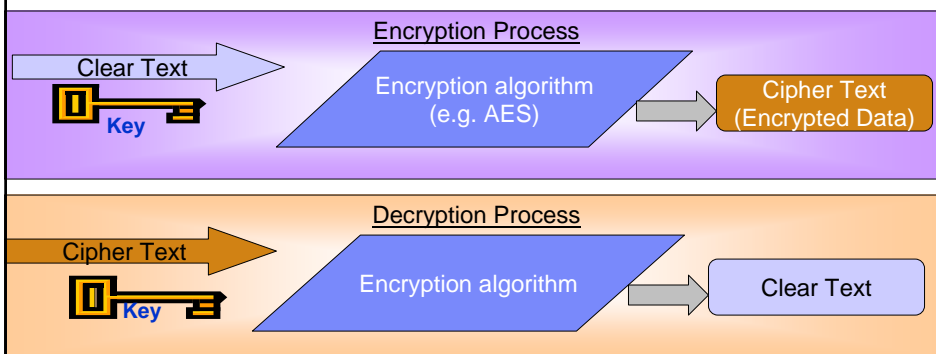 Encryption Process
Clear Text
Key
Encryption algorithm
(e.g. AES)
Cipher Text
(Encrypted Data)
Decryption Process
Cipher Text
Key
Encryption algorithm
Clear Text